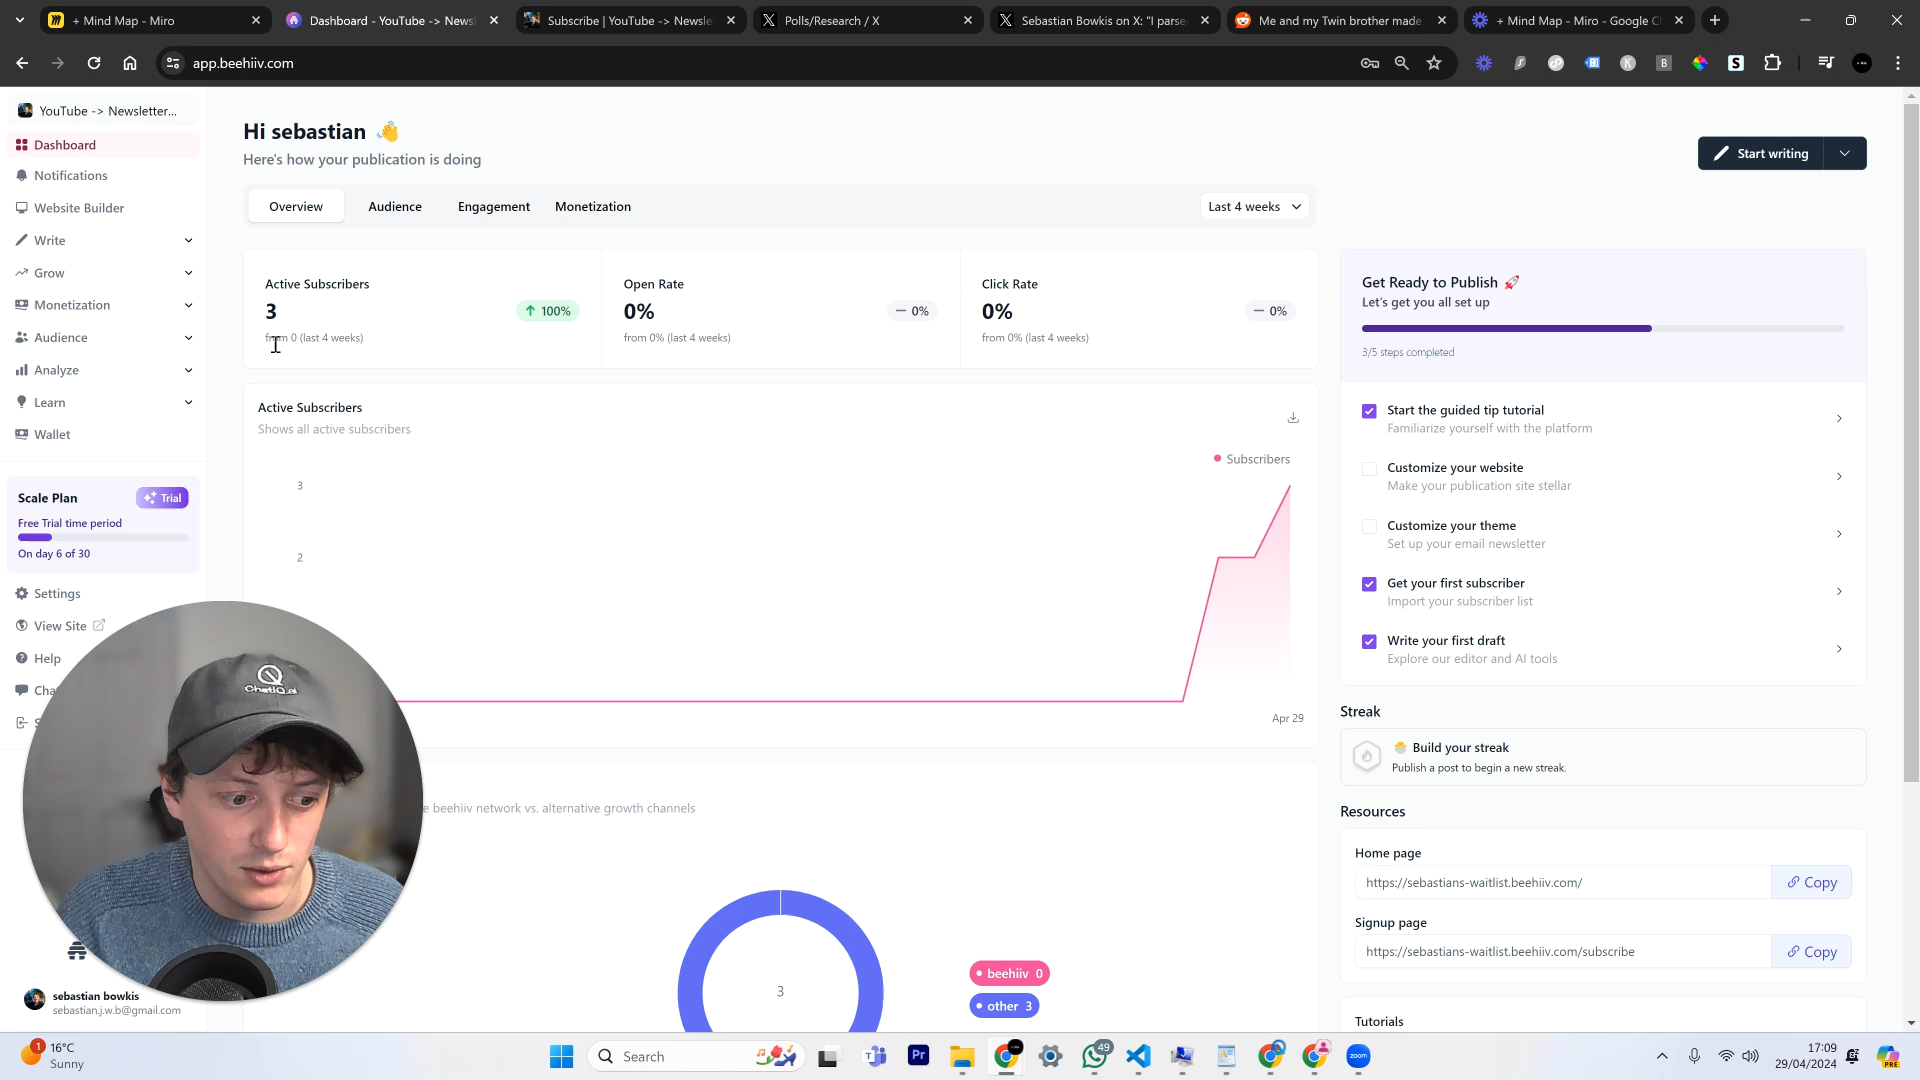 + Mind Map - Miro
Dashboard - YouTube -> News
Subscribe | YouTube -> Newsle
Polls/Research / X
Sebastian Bowkis on X: "I parse
Me and my Twin brother made
+ Mind Map - Miro - Google C
app.beehiiv.com
YouTube -> Newsletter...
Dashboard
Notifications
Website Builder
Write
Grow
Monetization
Audience
Analyze
Learn
Wallet
Scale Plan
Trial
Free Trial time period
On day 6 of 30
Settings
View Site
Help
Cha
S
sebastian bowkis
sebastian.j.w.b@gmail.com
Hi sebastian 👋
Here's how your publication is doing
Start writing
Overview
Audience
Engagement
Monetization
Last 4 weeks
Active Subscribers
3
100%
from 0 (last 4 weeks)
Open Rate
0%
0%
from 0% (last 4 weeks)
Click Rate
0%
0%
from 0% (last 4 weeks)
Active Subscribers
Shows all active subscribers
Subscribers
3
2
Apr 29
e beehiiv network vs. alternative growth channels
3
beehiiv 0
other 3
Get Ready to Publish 🚀
Let's get you all set up
3/5 steps completed
Start the guided tip tutorial
Familiarize yourself with the platform
Customize your website
Make your publication site stellar
Customize your theme
Set up your email newsletter
Get your first subscriber
Import your subscriber list
Write your first draft
Explore our editor and AI tools
Streak
Build your streak
Publish a post to begin a new streak.
Resources
Home page
https://sebastians-waitlist.beehiiv.com/
Copy
Signup page
https://sebastians-waitlist.beehiiv.com/subscribe
Copy
Tutorials
ChatIQ.ai
1
16°C
Sunny
Search
Pr
49
zoom
17:09
29/04/2024
PRE